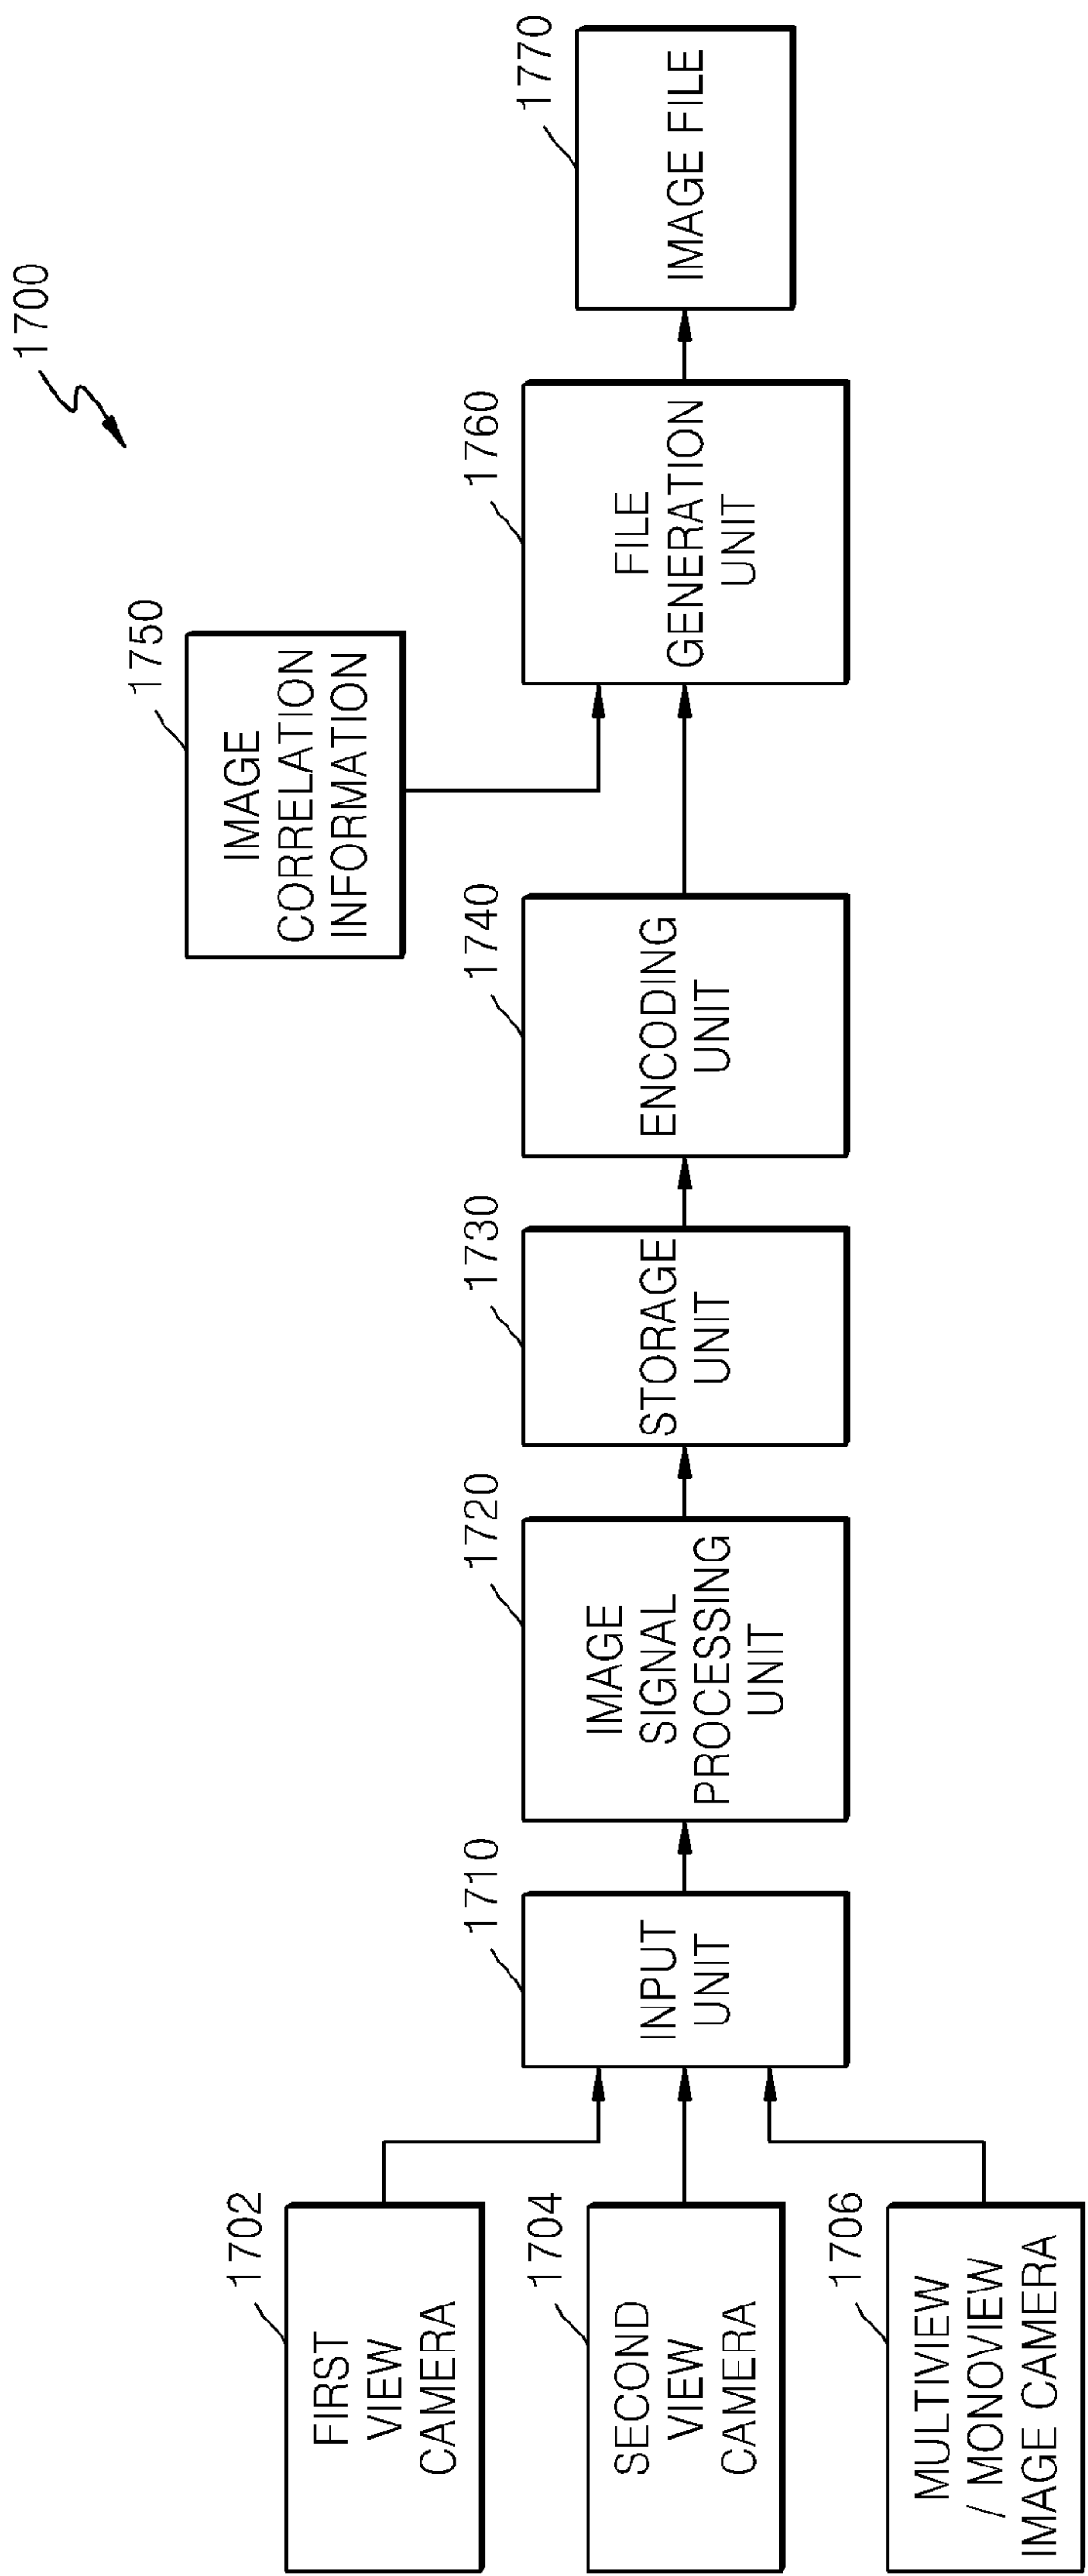 1700
1702
FIRST
VIEW
CAMERA
1704
SECOND
VIEW
CAMERA
1706
MULTIVIEW
/ MONOVIEW
IMAGE CAMERA
1710
INPUT
UNIT
1720
IMAGE
SIGNAL
PROCESSING
UNIT
1730
STORAGE
UNIT
1740
ENCODING
UNIT
1750
IMAGE
CORRELATION
INFORMATION
1760
FILE
GENERATION
UNIT
1770
IMAGE FILE